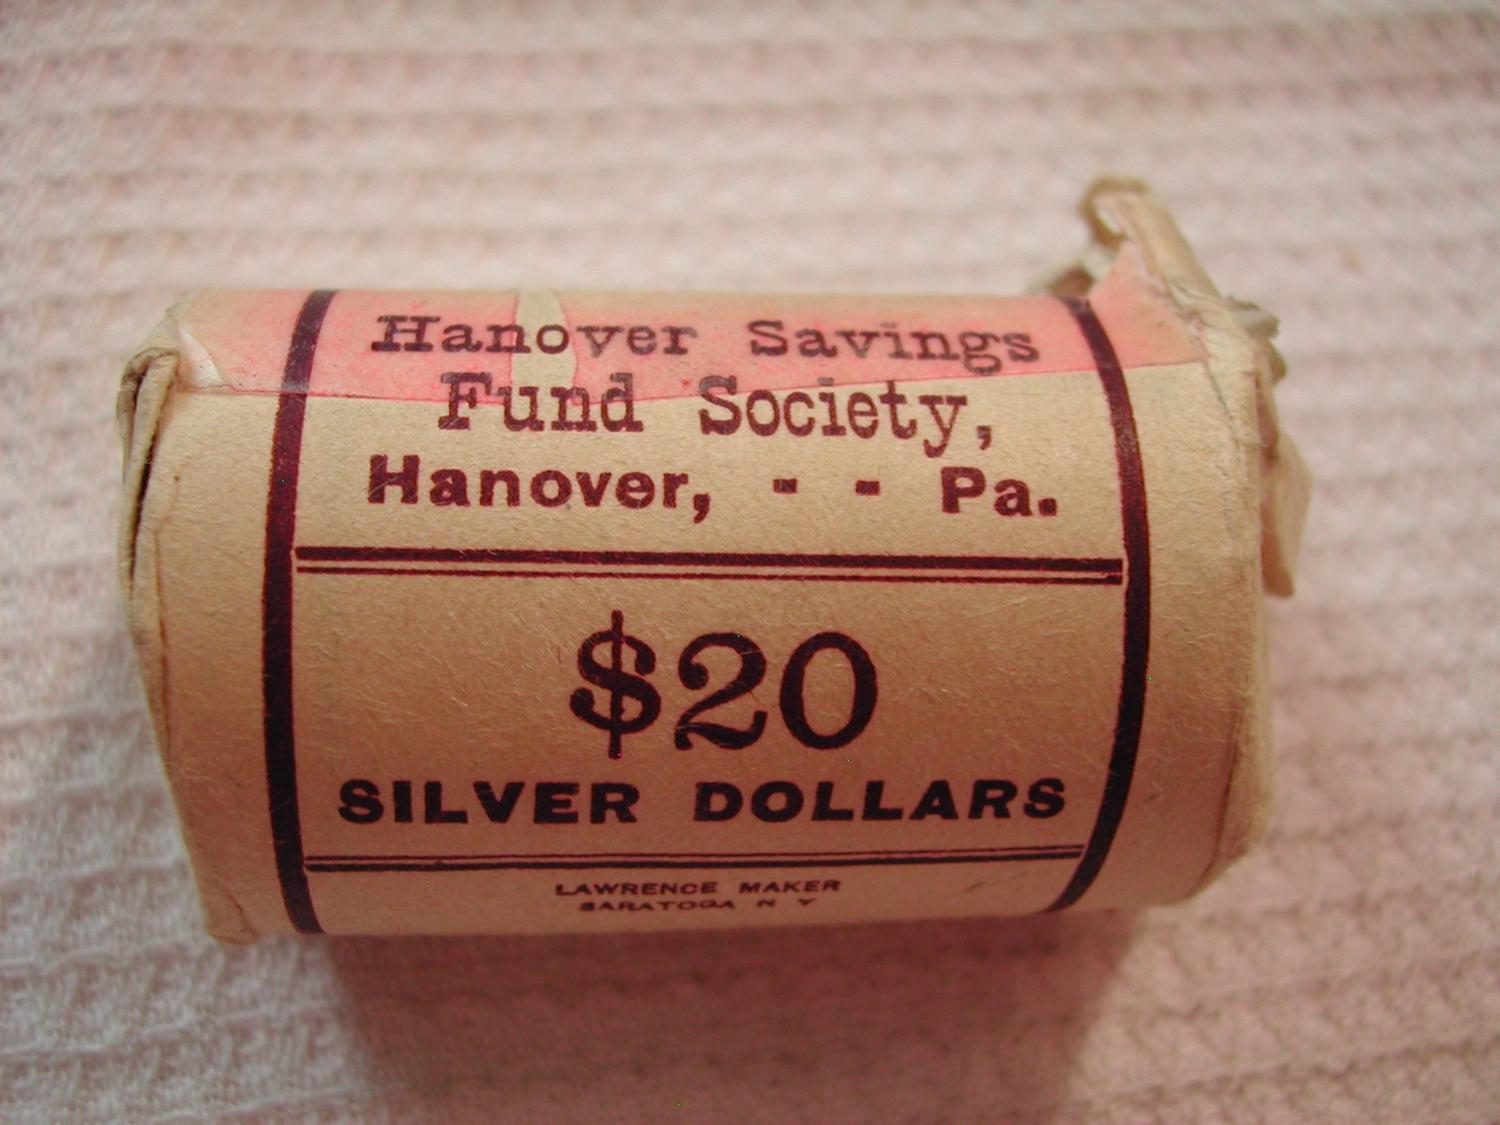 Hanover Savings
Fund Society,
Hanover, - - Pa.
$20
SILVER DOLLARS
LAWRENCE MAKER
SARATOGA N Y